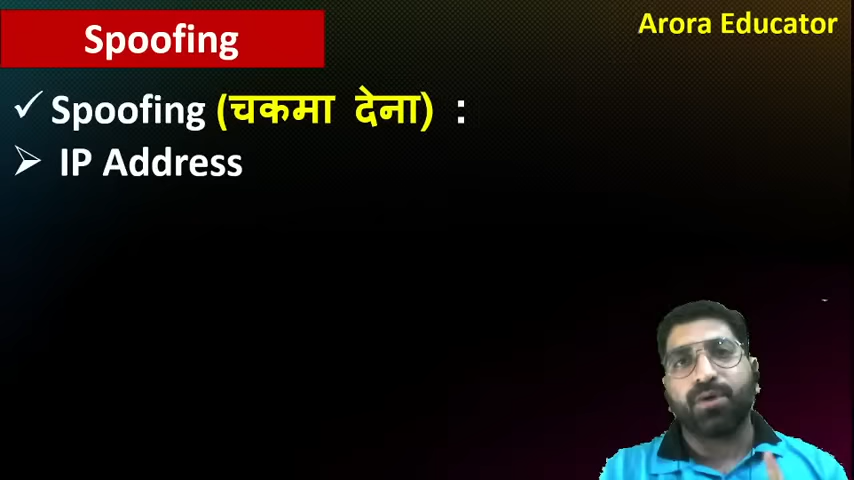 Spoofing
Arora Educator
Spoofing (चकमा देना) :
IP Address